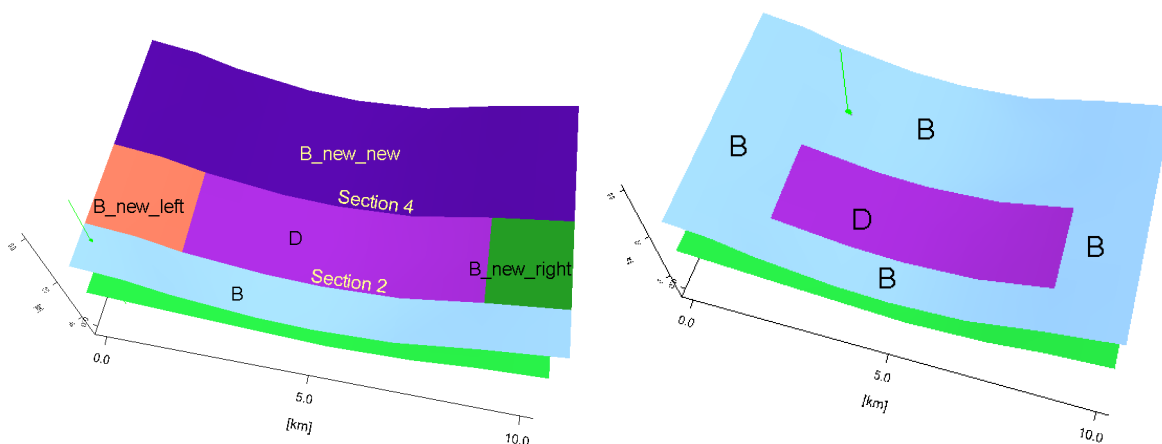 B_new_new
Section 4
B_new_left
D
B_new_right
Section 2
B
0.0
5.0
10.0
[km]
B
B
D
B
B
0.0
5.0
10.0
[km]